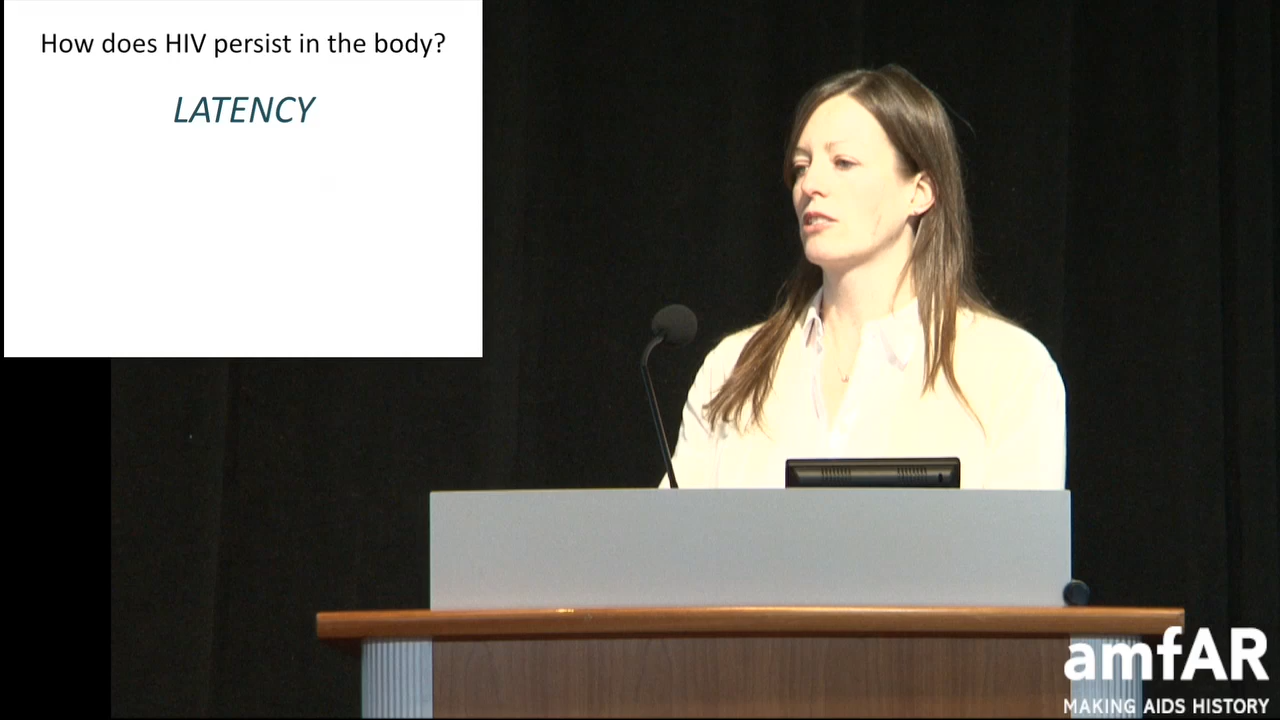 How does HIV persist in the body?
LATENCY
amfAR
MAKING AIDS HISTORY